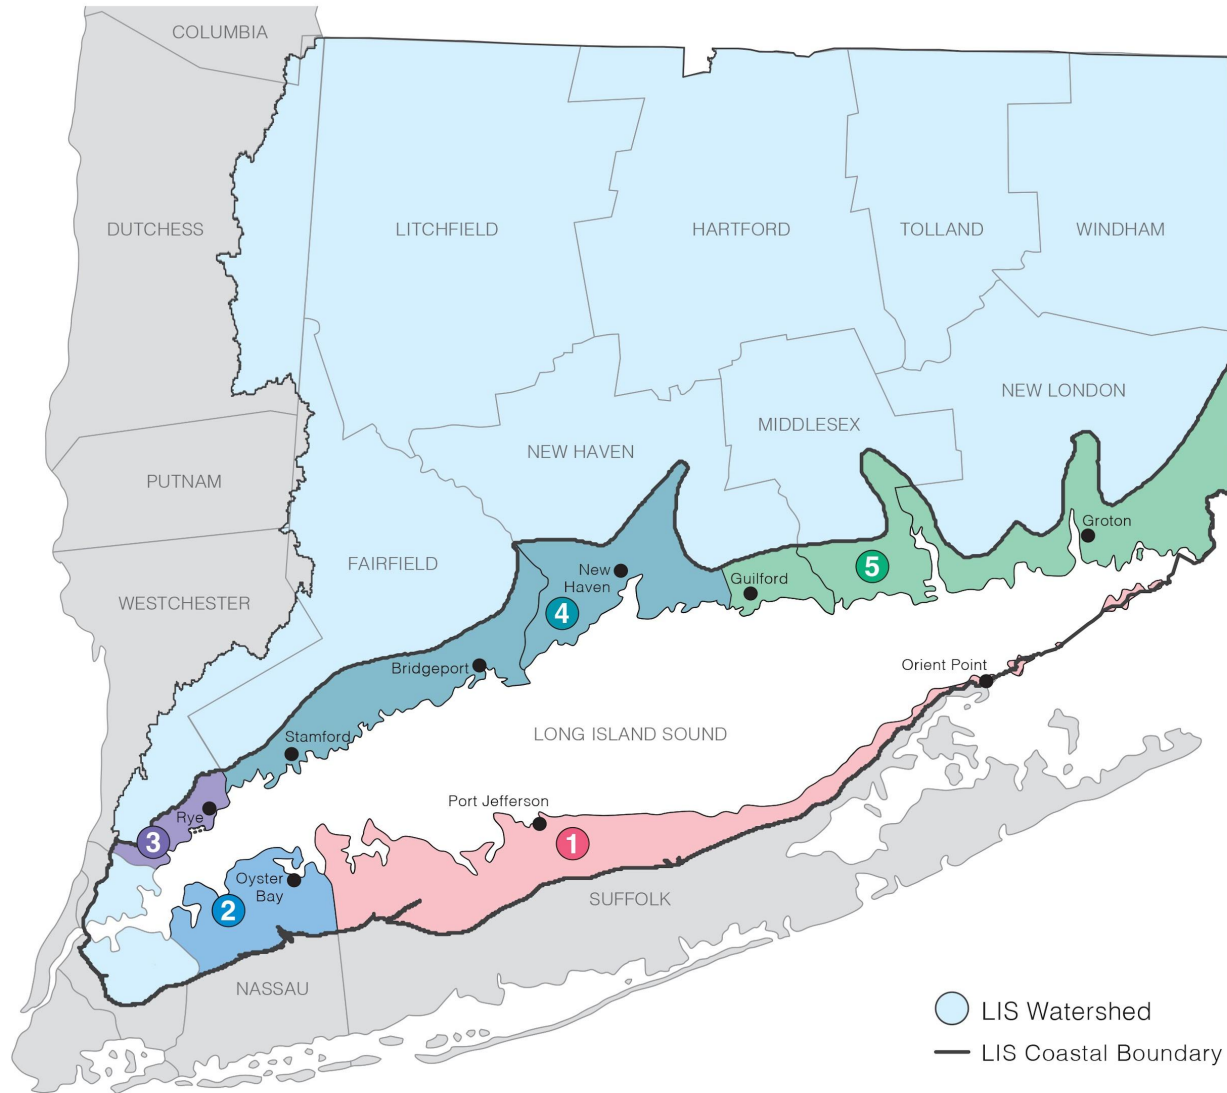 COLUMBIA
DUTCHESS
LITCHFIELD
HARTFORD
TOLLAND
WINDHAM
NEW LONDON
MIDDLESEX
NEW HAVEN
PUTNAM
FAIRFIELD
WESTCHESTER
Groton
5
Guilford
New
Haven
4
Bridgeport
Orient Point
LONG ISLAND SOUND
Stamford
Port Jefferson
Rye
3
1
Oyster
Bay
2
SUFFOLK
NASSAU
LIS Watershed
LIS Coastal Boundary